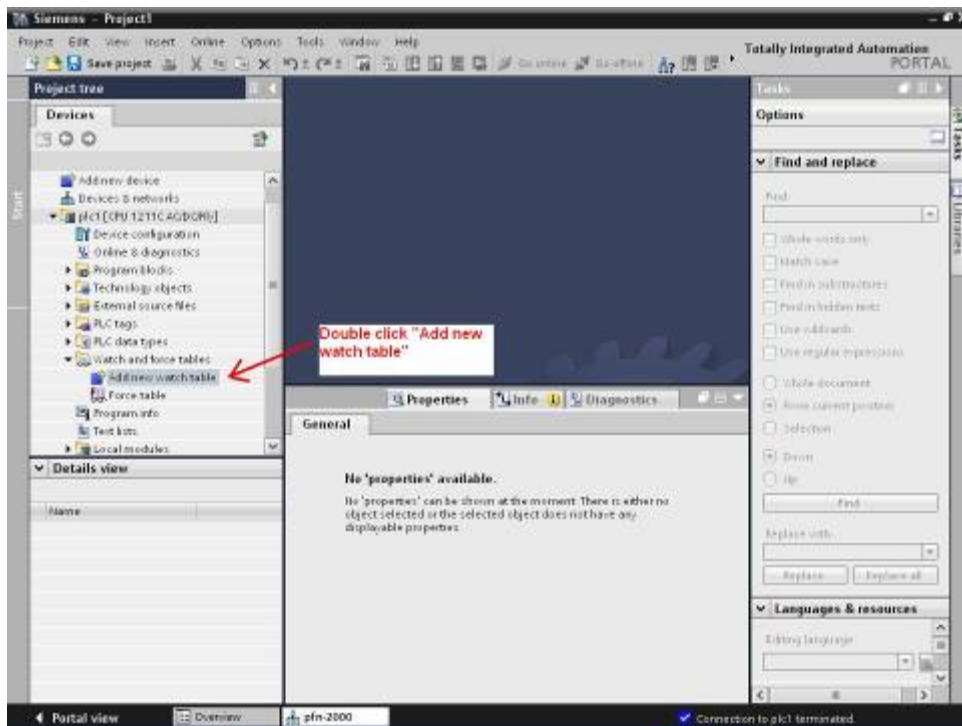 Siemens - Project1
Project Edit View Insert Online Options Tools Window Help
Save project
Go online Go offline
Totally Integrated Automation
PORTAL
Project tree
Devices
Add new device
Devices & networks
plc1 [CPU 1211C AC/DC/Rly]
Device configuration
Online & diagnostics
Program blocks
Technology objects
External source files
PLC tags
PLC data types
Watch and force tables
Add new watch table
Force table
Program info
Text lists
Local modules
Details view
Name
Start
Double click "Add new
watch table"
Properties
Info
Diagnostics
General
No 'properties' available.
No 'properties' can be shown at the moment. There is either no
object selected or the selected object does not have any
displayable properties.
Tasks
Options
Find and replace
Find:
Whole words only
Match case
Find in substructures
Find in hidden texts
Use wildcards
Use regular expressions
Whole document
From current position
Selection
Down
Up
Find
Replace with:
Replace
Replace all
Languages & resources
Editing language:
Tasks
Libraries
Portal view
Overview
pfn-2000
Connection to plc1 terminated.